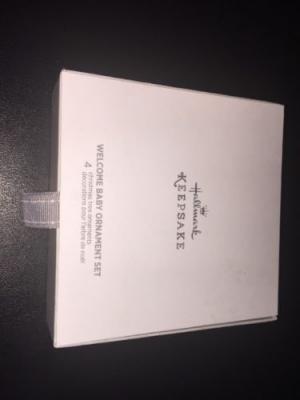 Hallmark
KEEPSAKE
WELCOME BABY ORNAMENT SET
4 christmas tree ornaments
décorations pour l'arbre de noël